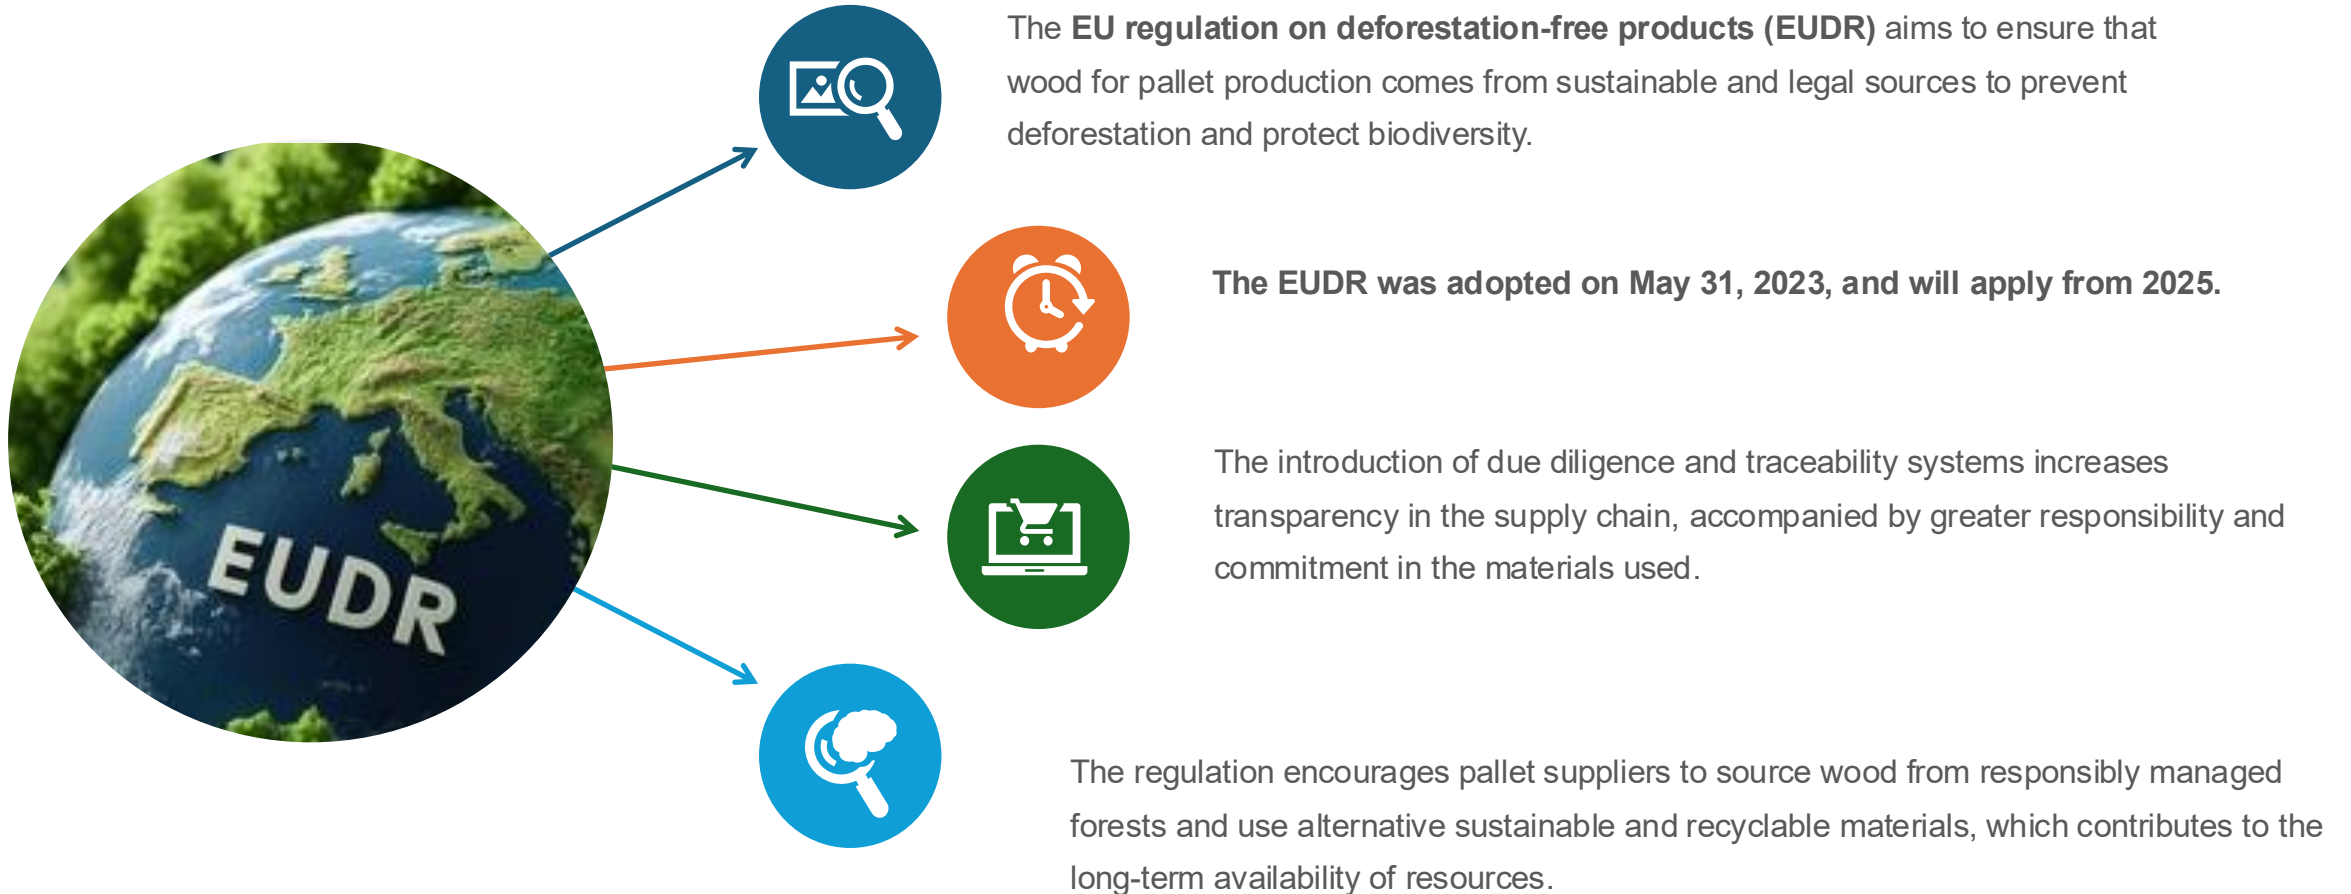 The EU regulation on deforestation-free products (EUDR) aims to ensure that
wood for pallet production comes from sustainable and legal sources to prevent
deforestation and protect biodiversity.
The EUDR was adopted on May 31, 2023, and will apply from 2025.
The introduction of due diligence and traceability systems increases
transparency in the supply chain, accompanied by greater responsibility and
commitment in the materials used.
EUDR
The regulation encourages pallet suppliers to source wood from responsibly managed
forests and use alternative sustainable and recyclable materials, which contributes to the
long-term availability of resources.